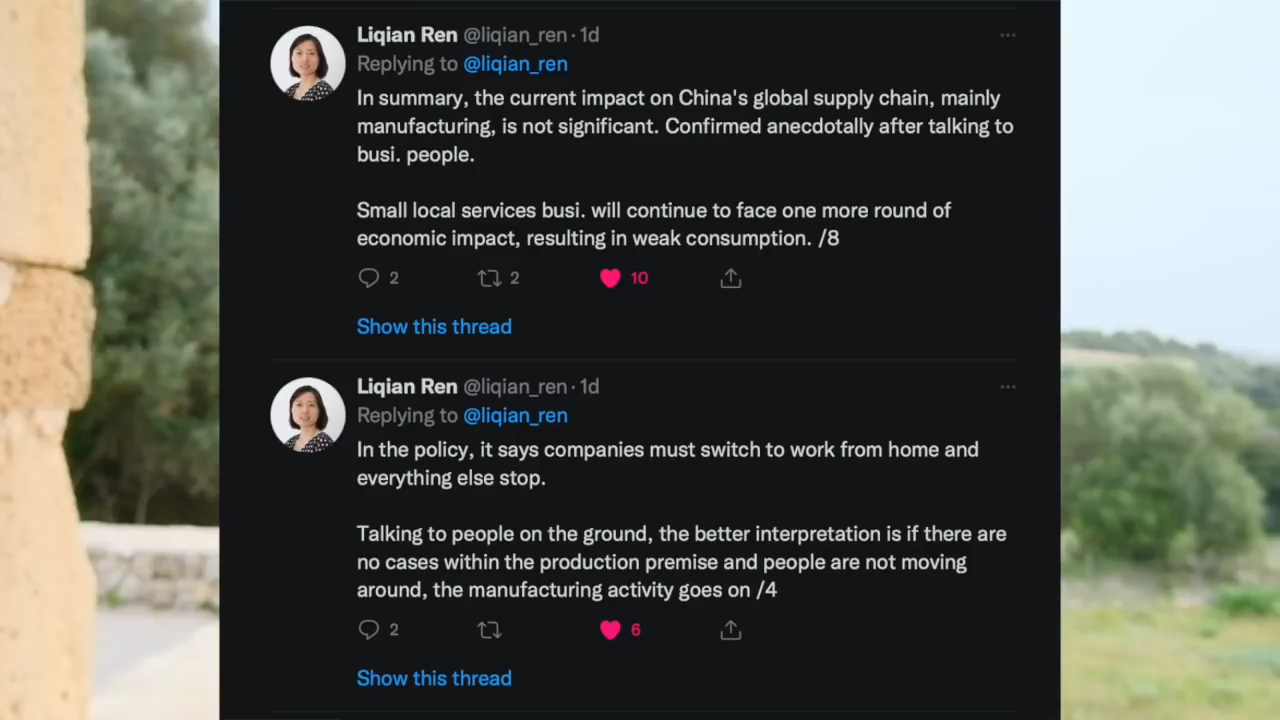 Liqian Ren @liqian_ren · 1d
Replying to @liqian_ren
In summary, the current impact on China's global supply chain, mainly
manufacturing, is not significant. Confirmed anecdotally after talking to
busi. people.
Small local services busi. will continue to face one more round of
economic impact, resulting in weak consumption. /8
2 2 10
Show this thread
Liqian Ren @liqian_ren · 1d
Replying to @liqian_ren
In the policy, it says companies must switch to work from home and
everything else stop.
Talking to people on the ground, the better interpretation is if there are
no cases within the production premise and people are not moving
around, the manufacturing activity goes on /4
2 6
Show this thread